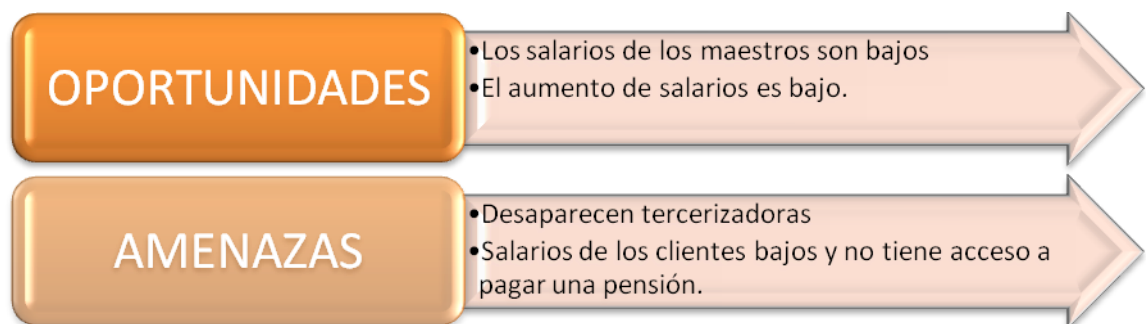 OPORTUNIDADES
•Los salarios de los maestros son bajos
•El aumento de salarios es bajo.
AMENAZAS
•Desaparecen tercerizadoras
•Salarios de los clientes bajos y no tiene acceso a
pagar una pensión.